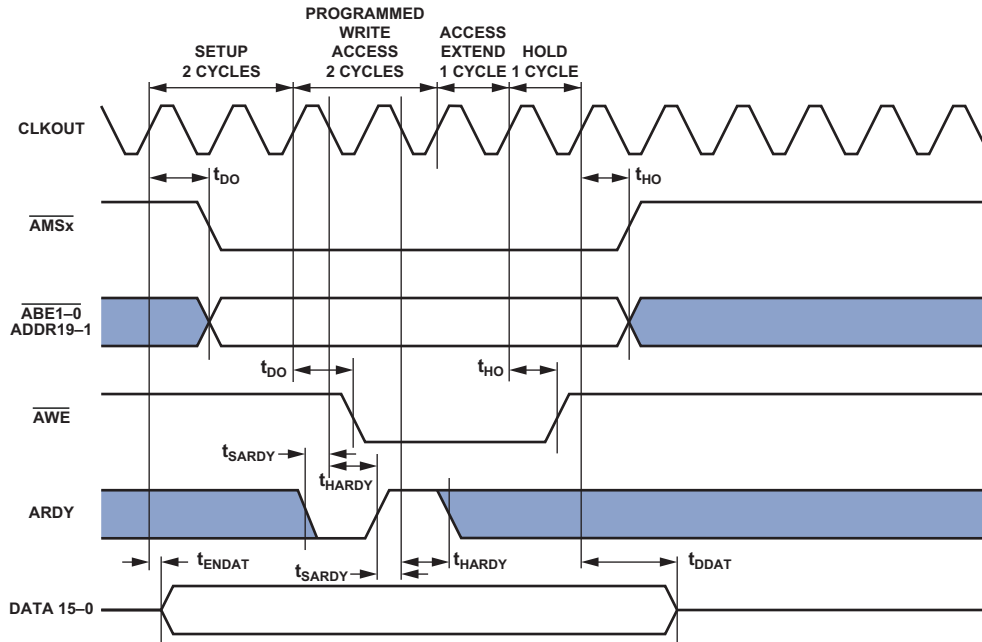 SETUP
2 CYCLES
PROGRAMMED
WRITE
ACCESS
2 CYCLES
ACCESS
EXTEND
1 CYCLE
HOLD
1 CYCLE
CLKOUT
tDO
tHO
AMSx
ABE1–0
ADDR19–1
tDO
tHO
AWE
tSARDY
tHARDY
ARDY
tENDAT
tSARDY
tHARDY
tDDAT
DATA 15–0